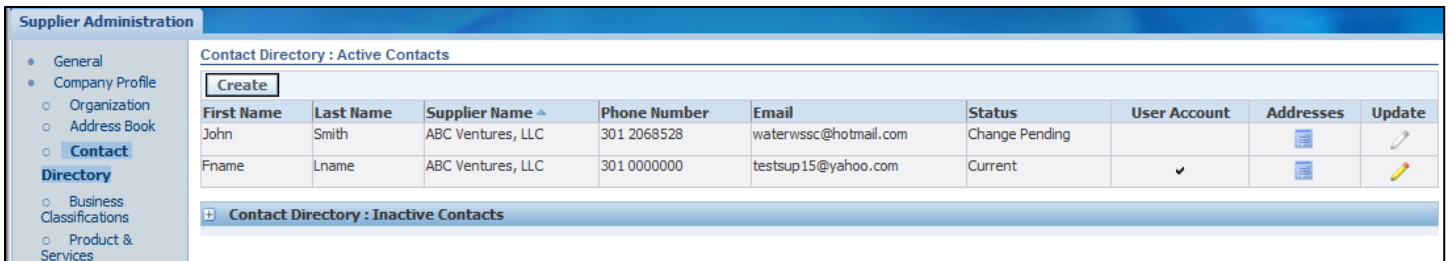 Supplier Administration
General
Company Profile
Organization
Address Book
Contact
Directory
Business
Classifications
Product &
Services
Contact Directory : Active Contacts
Create
First Name Last Name Supplier Name Phone Number Email Status User Account Addresses Update
John Smith ABC Ventures, LLC 301 2068528 waterwssc@hotmail.com Change Pending
Fname Lname ABC Ventures, LLC 301 0000000 testsup15@yahoo.com Current
Contact Directory : Inactive Contacts